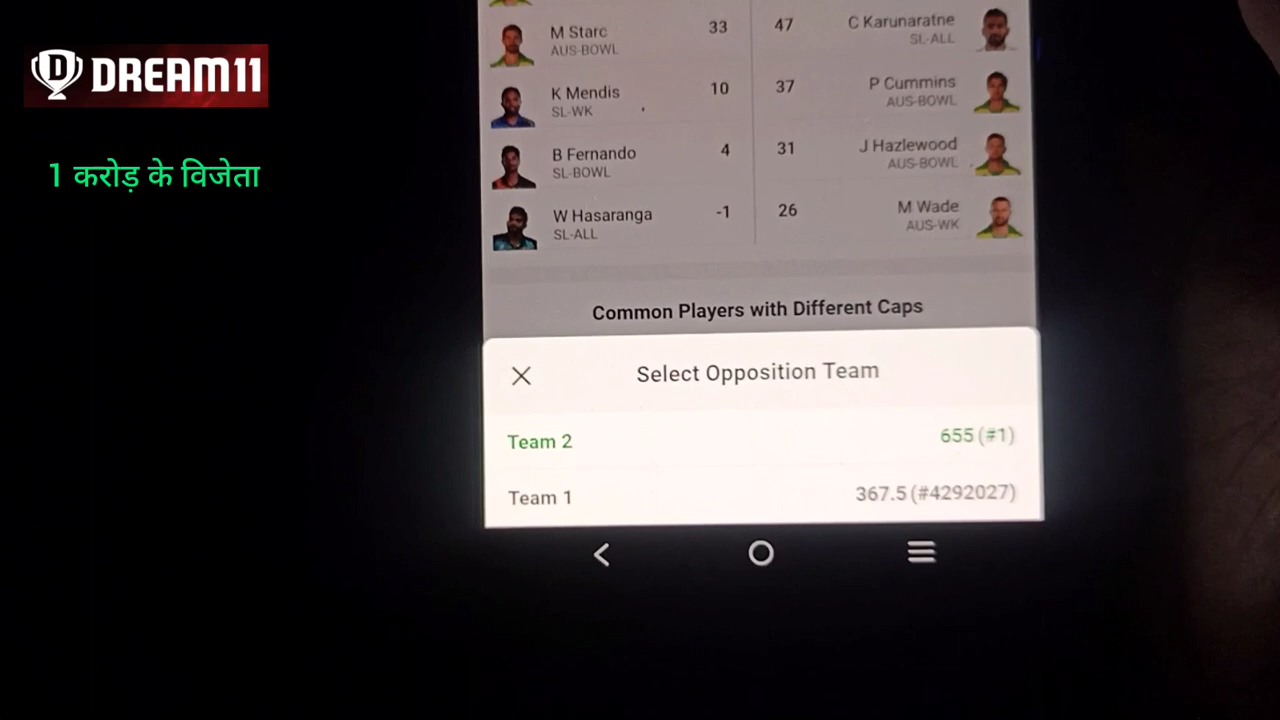 DREAM11
1 करोड़ के विजेता
M Starc 33 47 C Karunaratne
AUS-BOWL SL-ALL
K Mendis 10 37 P Cummins
SL-WK AUS-BOWL
B Fernando 4 31 J Hazlewood
SL-BOWL AUS-BOWL
W Hasaranga -1 26 M Wade
SL-ALL AUS-WK
Common Players with Different Caps
Select Opposition Team
Team 2 655 (#1)
Team 1 367.5 (#4292027)